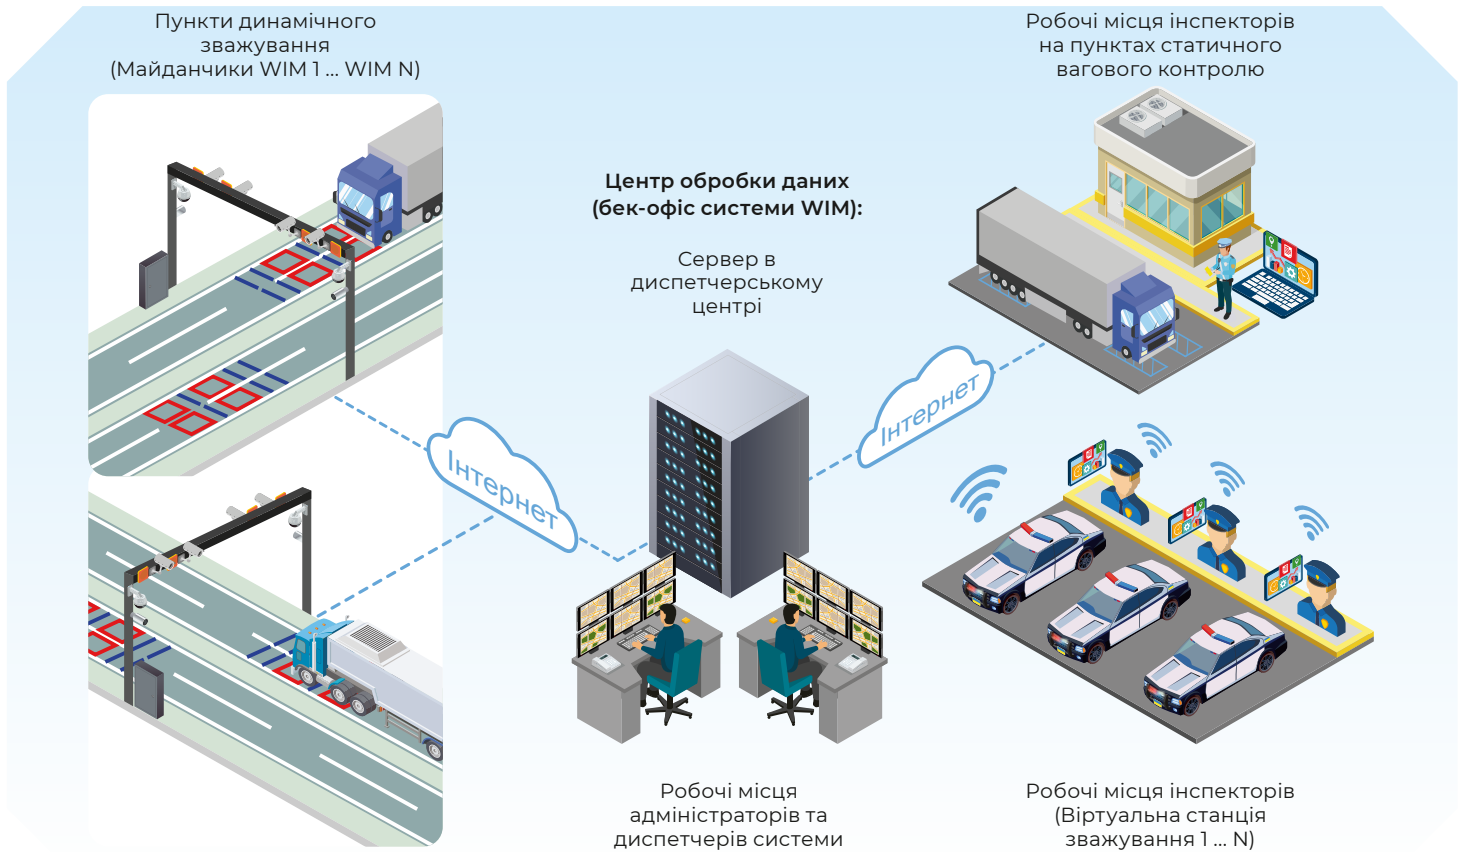 Пункти динамічного
зважування
(Майданчики WIM 1 ... WIM N)
Робочі місця інспекторів
на пунктах статичного
вагового контролю
Центр обробки даних
(бек-офіс системи WIM):
Сервер в
диспетчерському
центрі
Інтернет
Інтернет
Робочі місця
адміністраторів та
диспетчерів системи
Робочі місця інспекторів
(Віртуальна станція
зважування 1 ... N)